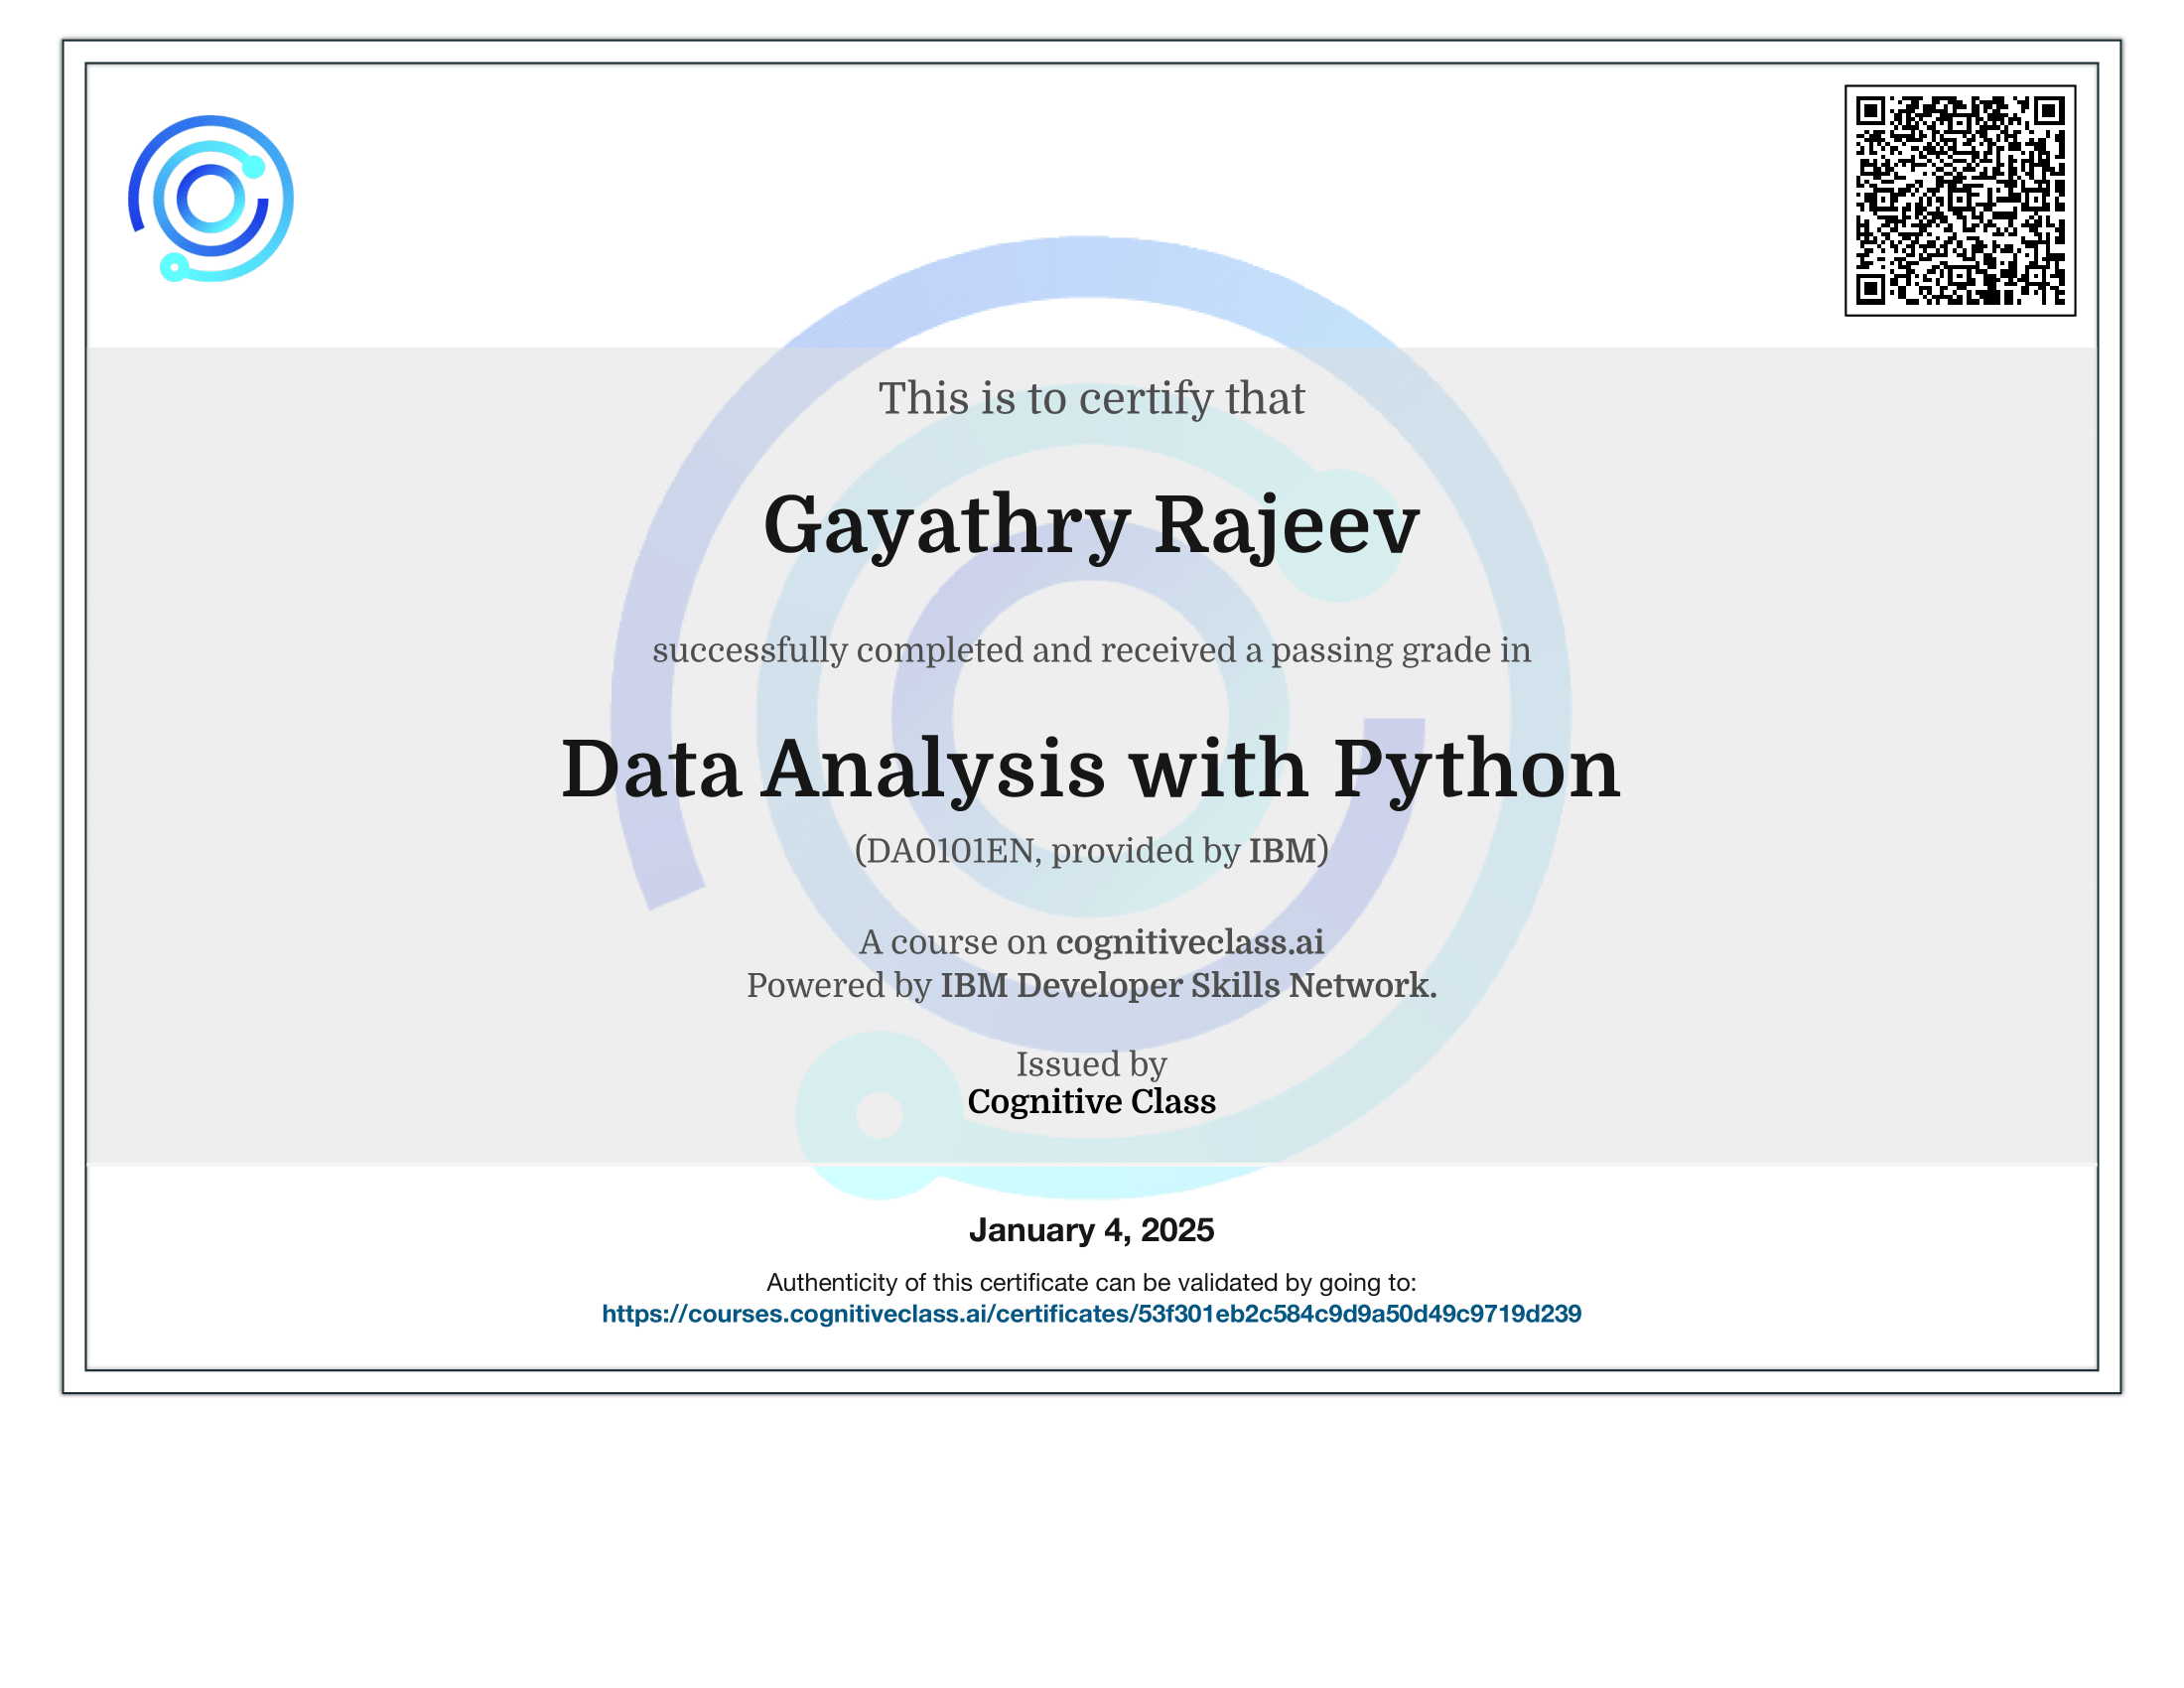 This is to certify that
Gayathry Rajeev
successfully completed and received a passing grade in
Data Analysis with Python
(DA0101EN, provided by IBM)
A course on cognitiveclass.ai
Powered by IBM Developer Skills Network.
Issued by
Cognitive Class
January 4, 2025
Authenticity of this certificate can be validated by going to:
https://courses.cognitiveclass.ai/certificates/53f301eb2c584c9d9a50d49c9719d239